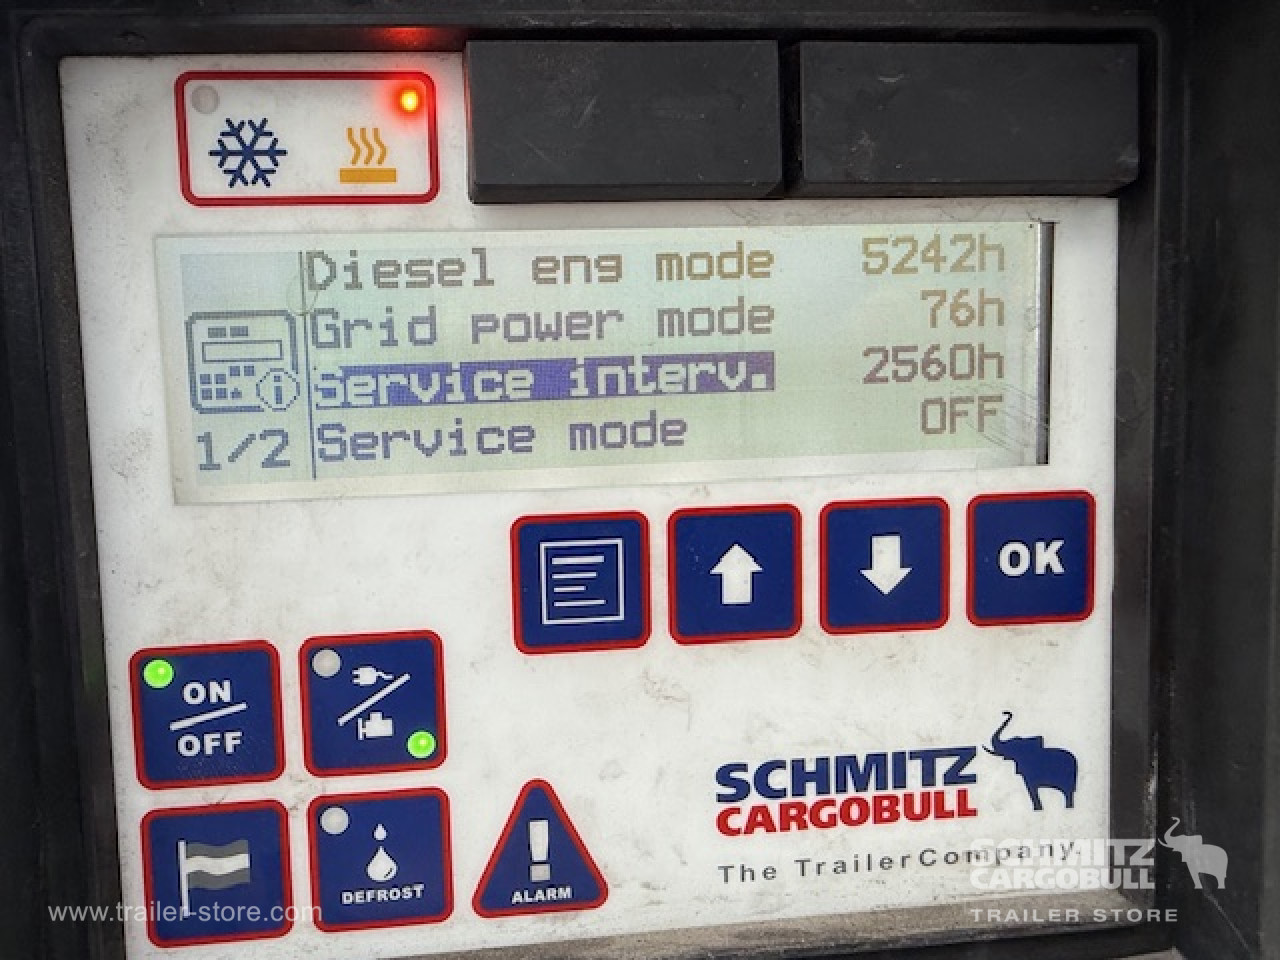 Diesel eng mode 5242h
Grid power mode 76h
Service interv. 2560h
1/2 Service mode OFF
OK
ON
OFF
DEFROST
ALARM
SCHMITZ
CARGOBULL
The TrailerCompany.
SCHMITZ
CARGOBULL
TRAILER STORE
www.trailer-store.com